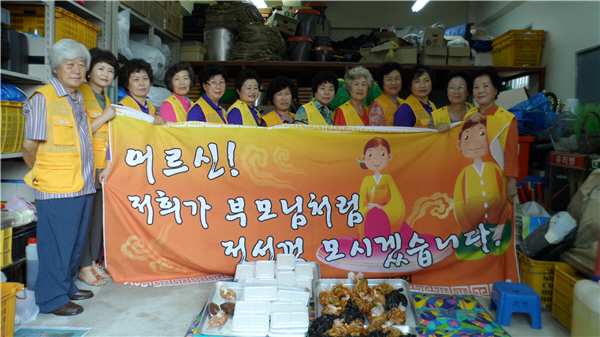 어르신!
저희가 부모님처럼
정성껏 모시겠습니다!